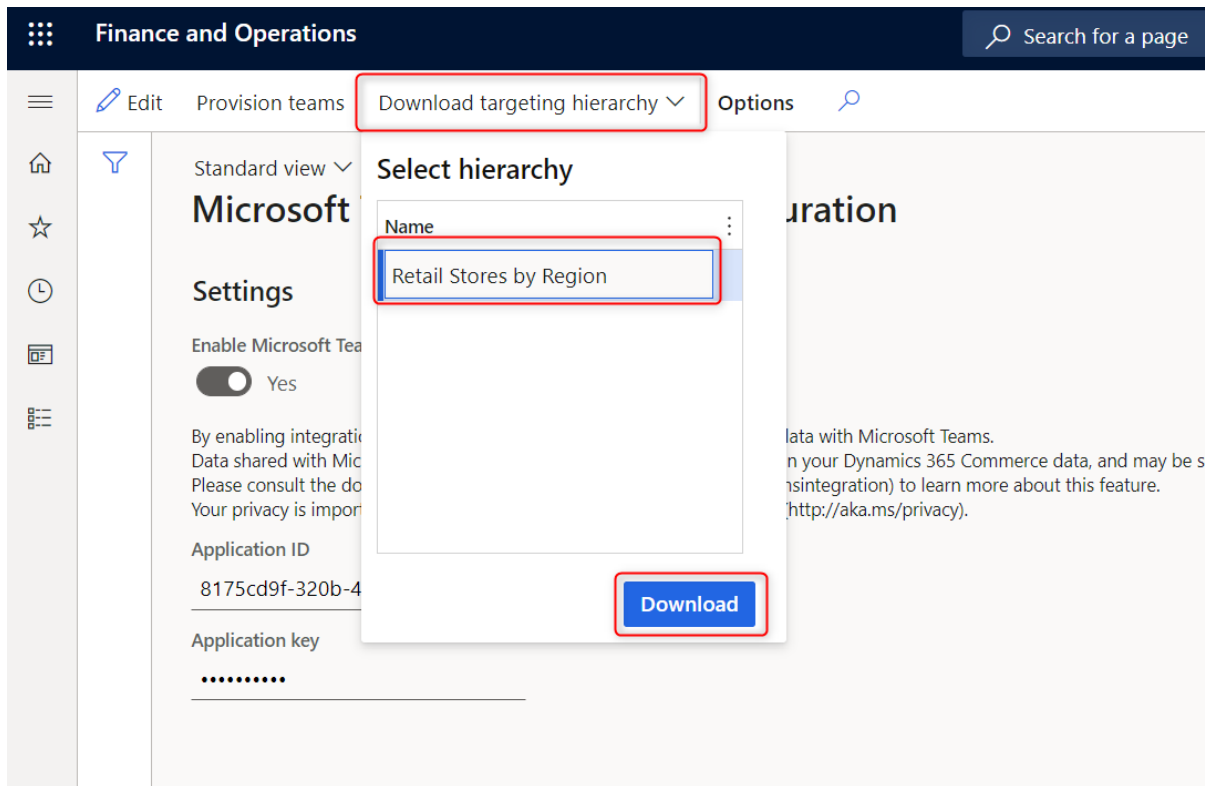 Finance and Operations
Search for a page
Edit
Provision teams
Download targeting hierarchy
Options
Standard view
Select hierarchy
Microsoft
uration
Name
Retail Stores by Region
Settings
Enable Microsoft Tea
Yes
By enabling integratio
data with Microsoft Teams.
Data shared with Mic
n your Dynamics 365 Commerce data, and may be s
Please consult the do
nsintegration) to learn more about this feature.
Your privacy is import
(http://aka.ms/privacy).
Application ID
8175cd9f-320b-4
Download
Application key
••••••••••